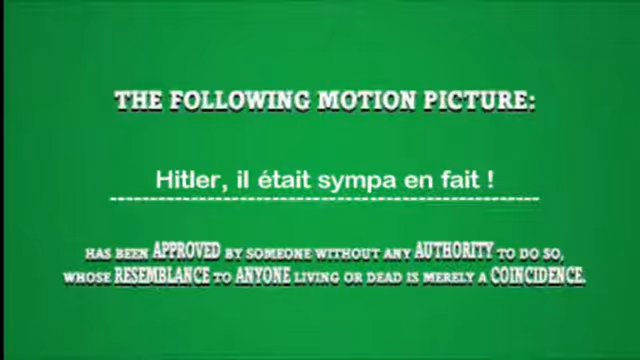 THE FOLLOWING MOTION PICTURE:
Hitler, il était sympa en fait !
HAS BEEN APPROVED BY SOMEONE WITHOUT ANY AUTHORITY TO DO SO,
WHOSE RESEMBLANCE TO ANYONE LIVING OR DEAD IS MERELY A COINCIDENCE.